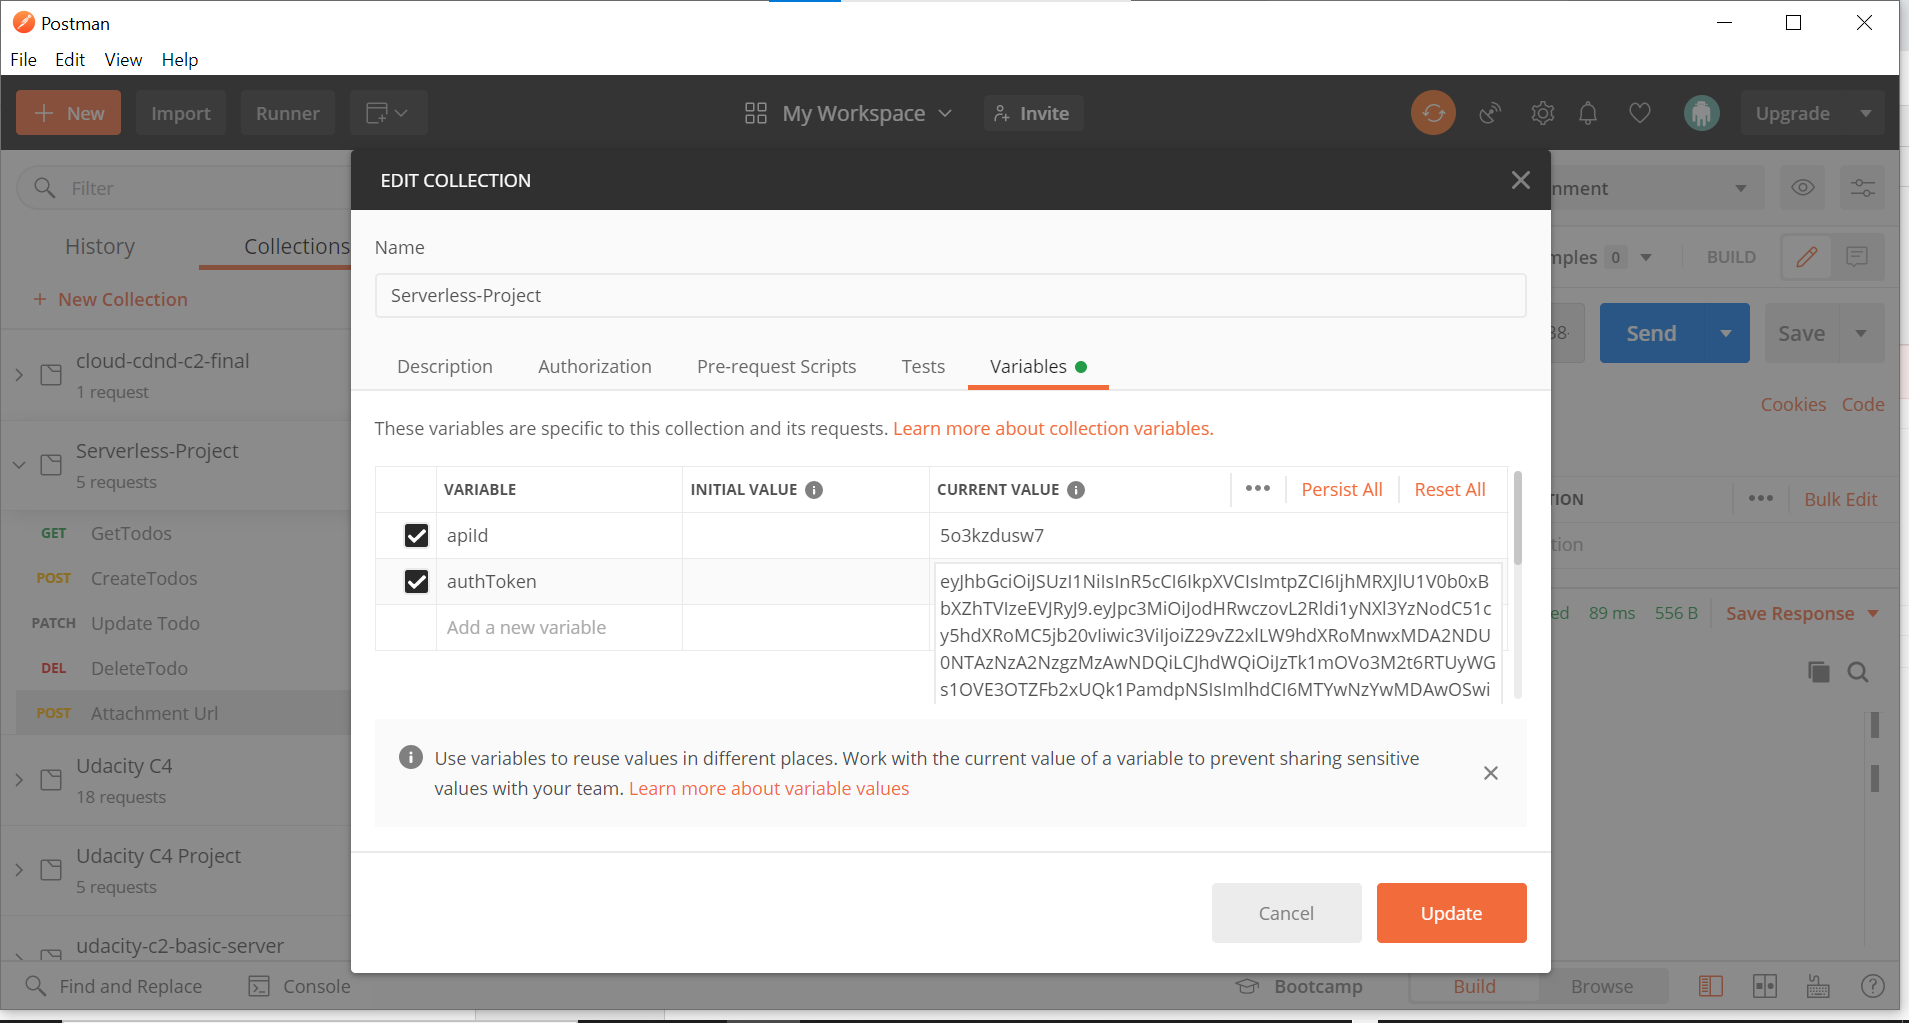 Postman
File Edit View Help
New Import Runner My Workspace Invite Upgrade
Filter
History Collections
New Collection
cloud-cdnd-c2-final
1 request
Serverless-Project
5 requests
GET GetTodos
POST CreateTodos
PATCH Update Todo
DEL DeleteTodo
POST Attachment Url
Udacity C4
18 requests
Udacity C4 Project
5 requests
udacity-c2-basic-server
EDIT COLLECTION
Name
Serverless-Project
Description Authorization Pre-request Scripts Tests Variables
These variables are specific to this collection and its requests. Learn more about collection variables.
VARIABLE INITIAL VALUE CURRENT VALUE Persist All Reset All
apiId 5o3kzdusw7
authToken
eyJhbGciOiJSUzI1NiIsInR5cCI6IkpXVCIsImtpZCI6IjhMRXJlU1V0b0xB
bXZhTVIzeEVJRyJ9.eyJpc3MiOiJodHRwczovL2Rldi1yNXl3YzNodC51c
y5hdXRoMC5jb20vIiwic3ViIjoiZ29vZ2xlLW9hdXRoMnwxMDA2NDU
0NTAzNzA2NzgzMzAwNDQiLCJhdWQiOiJzTk1mOVo3M2t6RTUyWG
s1OVE3OTZFb2xUQk1PamdpNSIsImlhdCI6MTYwNzYwMDAwOSwi
Add a new variable
Use variables to reuse values in different places. Work with the current value of a variable to prevent sharing sensitive
values with your team. Learn more about variable values
Cancel Update
nment
mples 0 BUILD
38- Send Save
Cookies Code
TION Bulk Edit
tion
ed 89 ms 556 B Save Response
Find and Replace Console Bootcamp Build Browse